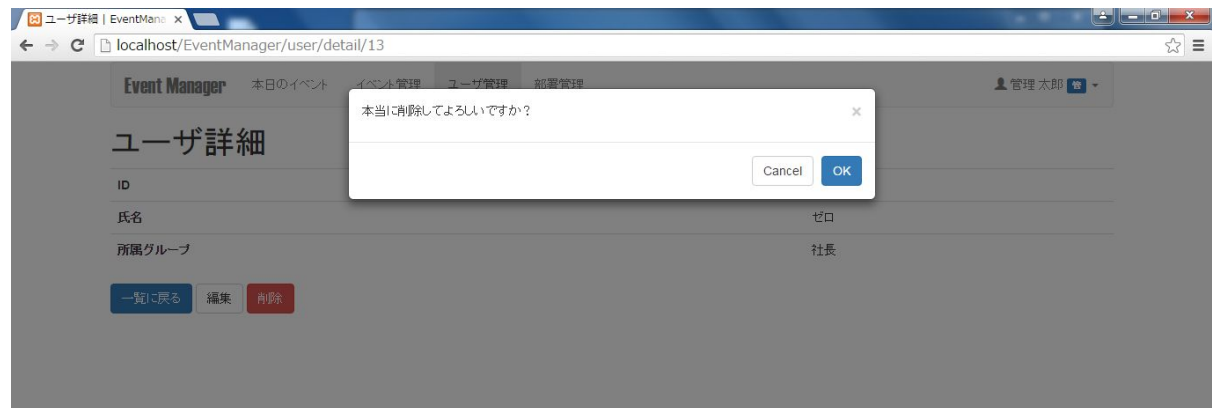 ユーザ詳細 | EventMana
localhost/EventManager/user/detail/13
Event Manager 本日のイベント イベント管理 ユーザ管理 部署管理 管理 太郎 管
本当に削除してよろしいですか?
×
ユーザ詳細
Cancel OK
ID
氏名 ゼロ
所属グループ 社長
一覧に戻る 編集 削除